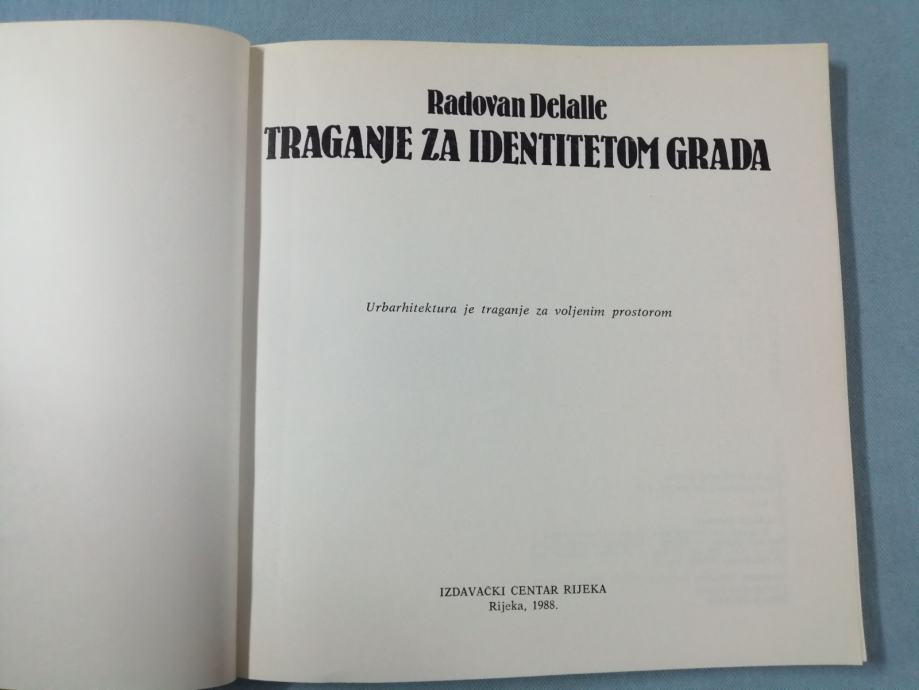 Radovan Delalle
TRAGANJE ZA IDENTITETOM GRADA
Urbarhitektura je traganje za voljenim prostorom
IZDAVAČKI CENTAR RIJEKA
Rijeka, 1988.